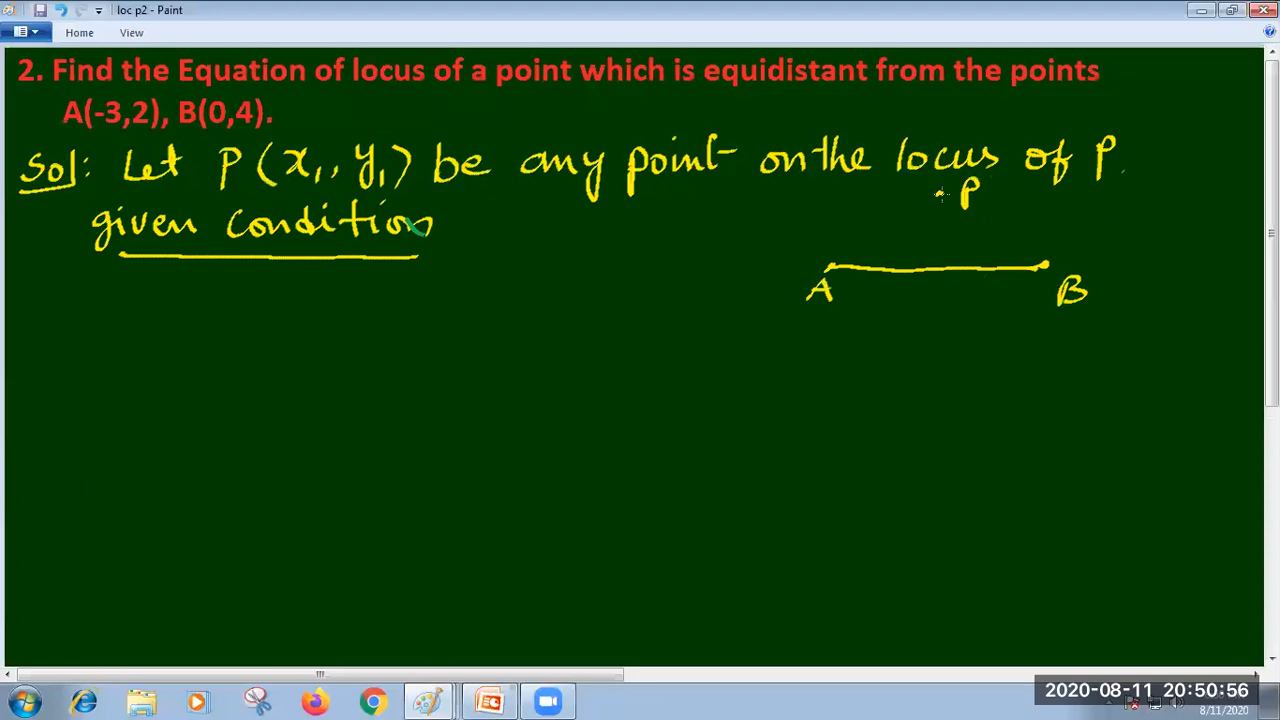 loc p2 - Paint
Home View
2. Find the Equation of locus of a point which is equidistant from the points
A(-3,2), B(0,4).
Sol: Let P(x₁, y₁) be any point on the locus of P.
P
given condition
A B
2020-08-11 20:50:56
8/11/2020